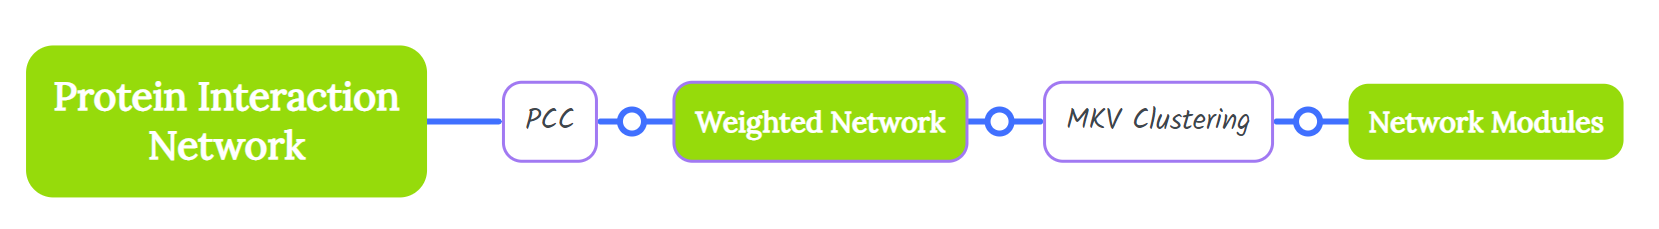 Protein Interaction
Network
PCC
Weighted Network
MKV Clustering
Network Modules